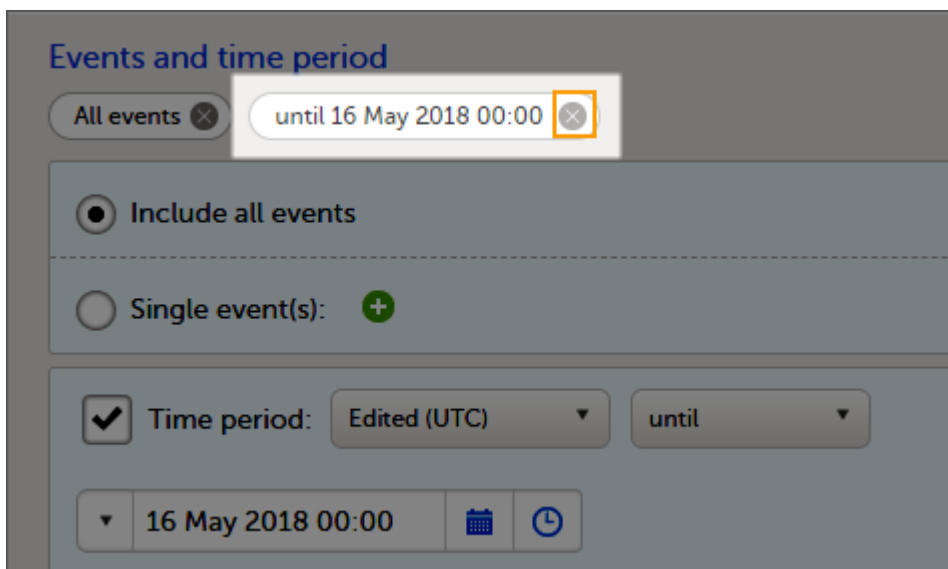 Events and time period
All events until 16 May 2018 00:00
Include all events
Single event(s):
Time period: Edited (UTC) until
16 May 2018 00:00